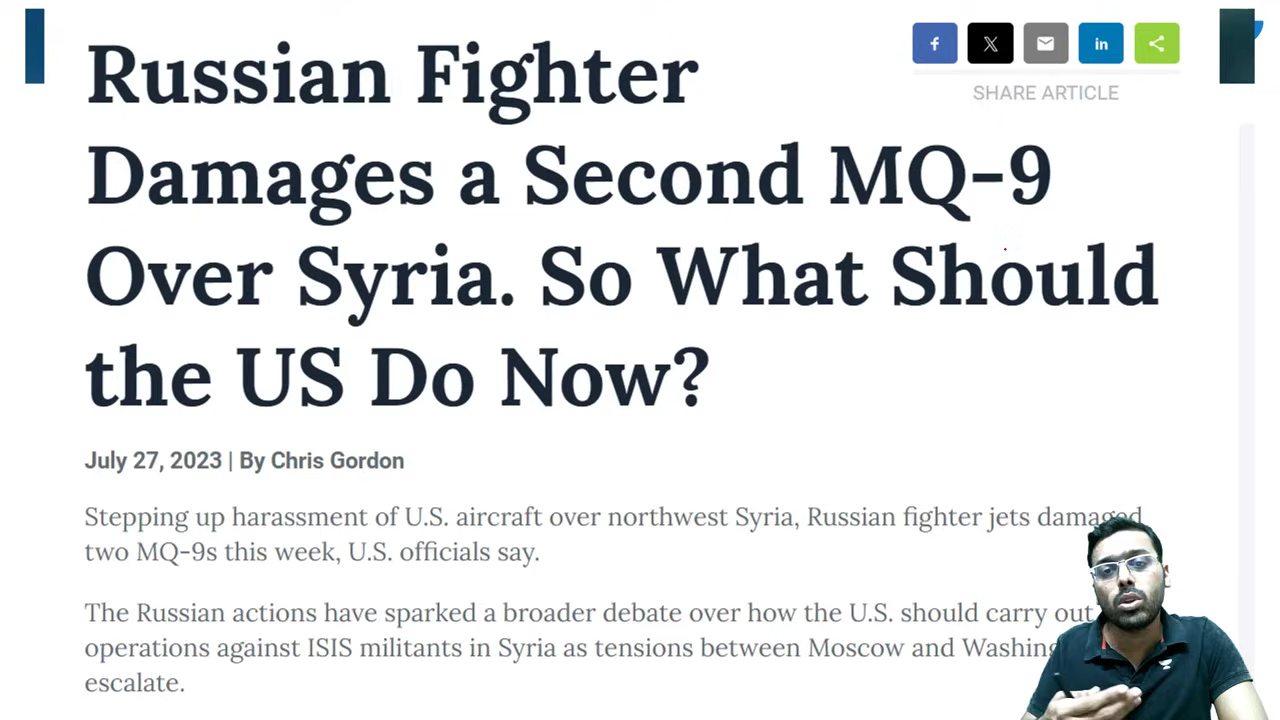 Russian Fighter
Damages a Second MQ-9
Over Syria. So What Should
the US Do Now?
SHARE ARTICLE
July 27, 2023 | By Chris Gordon
Stepping up harassment of U.S. aircraft over northwest Syria, Russian fighter jets damaged
two MQ-9s this week, U.S. officials say.
The Russian actions have sparked a broader debate over how the U.S. should carry out
operations against ISIS militants in Syria as tensions between Moscow and
escalate.